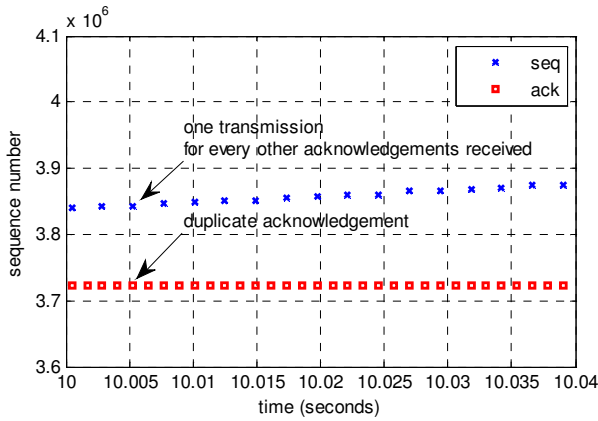 x 10^6
4.1
4
3.9
3.8
3.7
3.6
sequence number
seq
ack
one transmission
for every other acknowledgements received
duplicate acknowledgement
10 10.005 10.01 10.015 10.02 10.025 10.03 10.035 10.04
time (seconds)